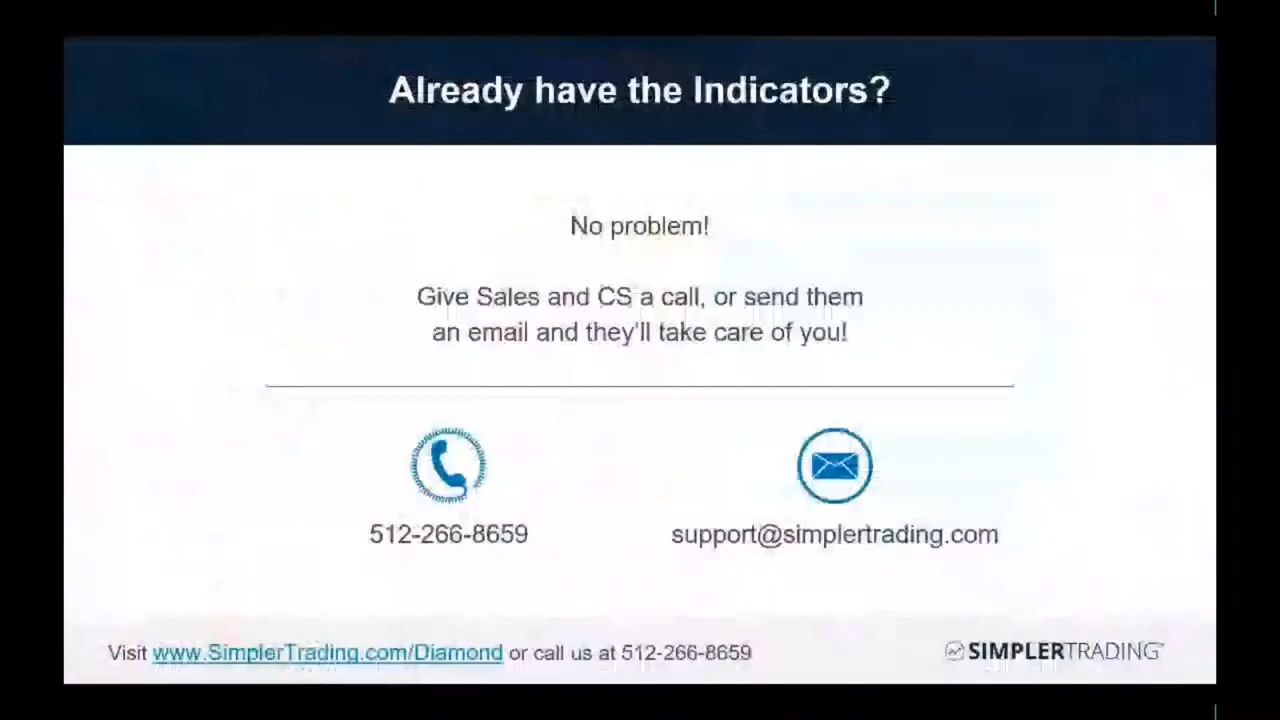 Already have the Indicators?
No problem!
Give Sales and CS a call, or send them
an email and they'll take care of you!
512-266-8659
support@simplertrading.com
Visit www.SimplerTrading.com/Diamond or call us at 512-266-8659
SIMPLERTRADING